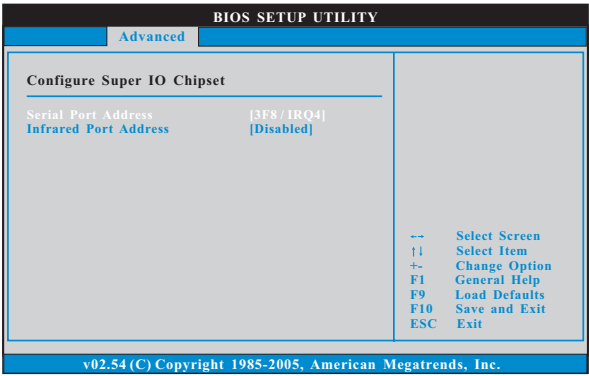 BIOS SETUP UTILITY
Advanced
Configure Super IO Chipset
Serial Port Address [3F8 / IRQ4]
Infrared Port Address [Disabled]
←→ Select Screen
↑↓ Select Item
+- Change Option
F1 General Help
F9 Load Defaults
F10 Save and Exit
ESC Exit
v02.54 (C) Copyright 1985-2005, American Megatrends, Inc.